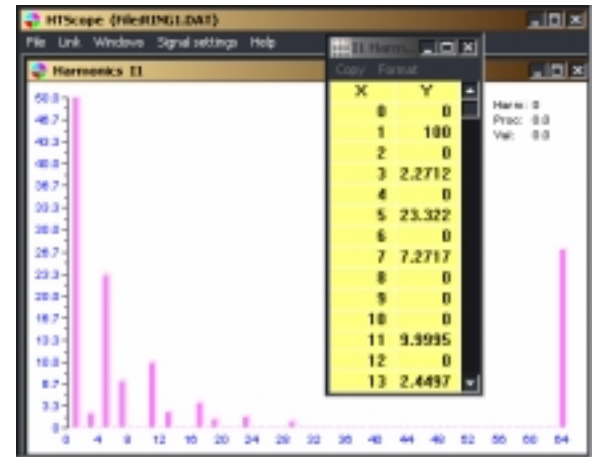 HTScope (File:RING1.DAT)
File Link Windows Signal settings Help
Harmonics I1
I1 Harm...
Copy Format
X Y
0 0
1 100
2 0
3 2.2712
4 0
5 23.322
6 0
7 7.2717
8 0
9 0
10 0
11 9.9995
12 0
13 2.4497
Harm: 0
Proc: 0.0
Val: 0.0
50.0
46.7
43.3
40.0
36.7
33.3
30.0
26.7
23.3
20.0
16.7
13.3
10.0
6.7
3.3
0 4 8 12 16 20 24 28 32 36 40 44 48 52 56 60 64